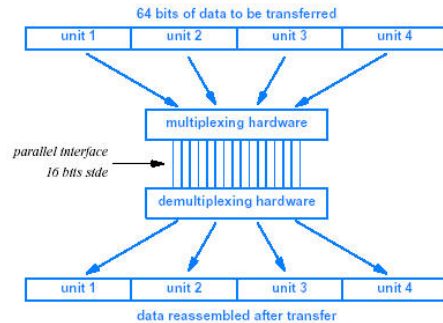 64 bits of data to be transferred
unit 1 unit 2 unit 3 unit 4
multiplexing hardware
parallel interface
16 bits side
demultiplexing hardware
unit 1 unit 2 unit 3 unit 4
data reassembled after transfer